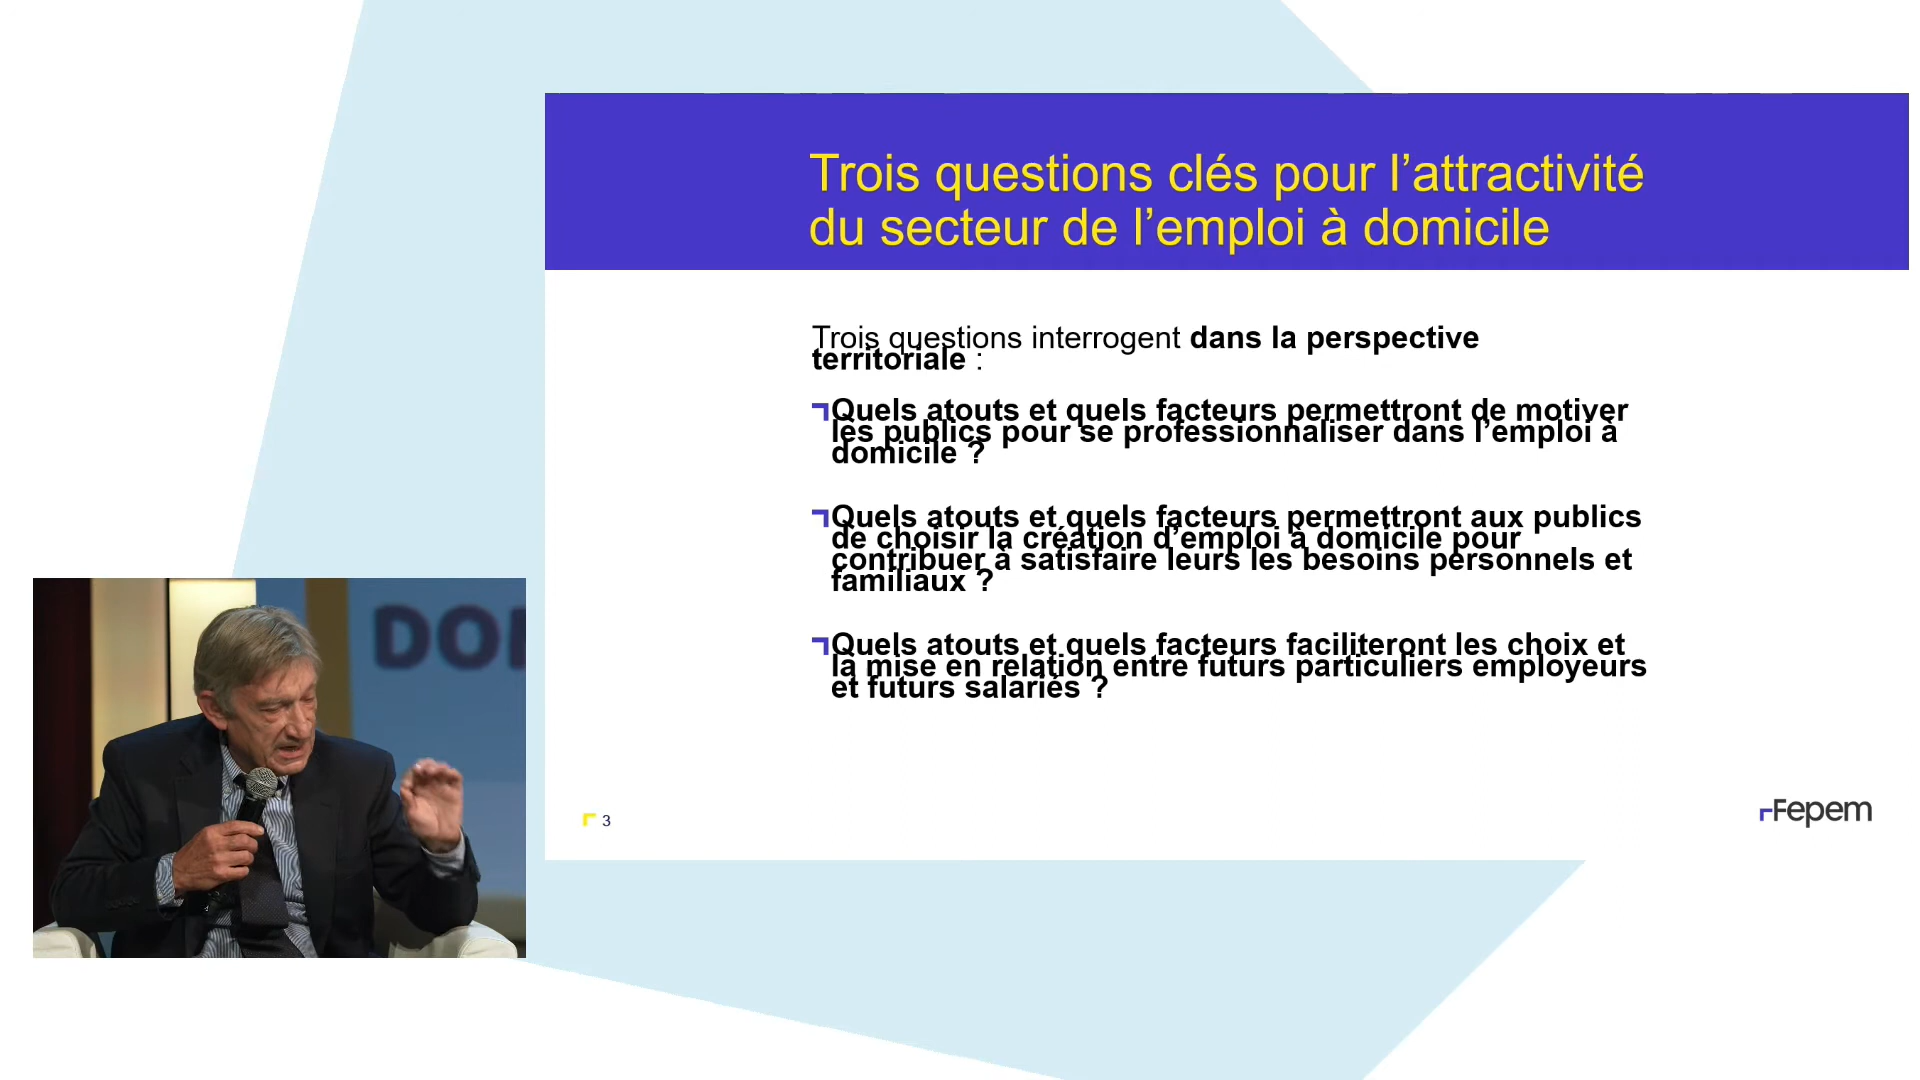 Trois questions clés pour l’attractivité
du secteur de l’emploi à domicile
Trois questions interrogent dans la perspective
territoriale :
Quels atouts et quels facteurs permettront de motiver
les publics pour se professionnaliser dans l’emploi à
domicile ?
Quels atouts et quels facteurs permettront aux publics
de choisir la création d’emploi à domicile pour
contribuer à satisfaire leurs les besoins personnels et
familiaux ?
Quels atouts et quels facteurs faciliteront les choix et
la mise en relation entre futurs particuliers employeurs
et futurs salariés ?
DO
3
Fepem